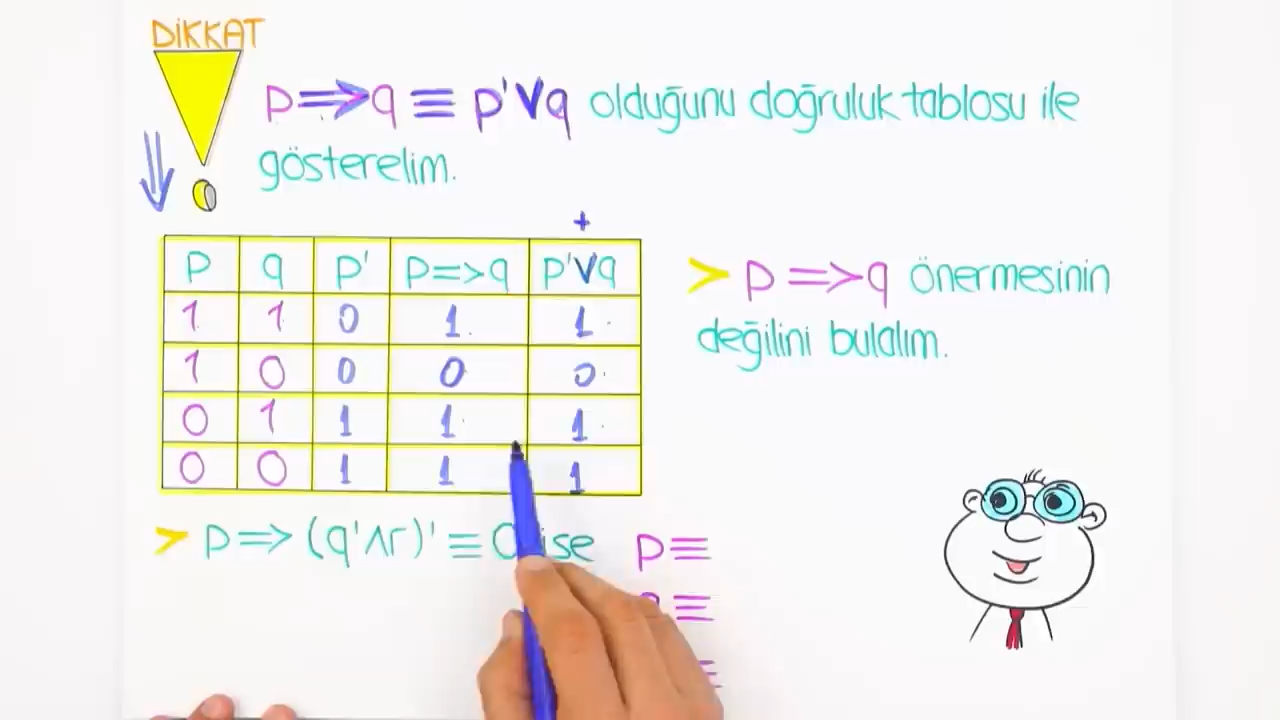 DİKKAT
p⇒q ≡ p'∨q olduğunu doğruluk tablosu ile
gösterelim.
+
p q p' p=>q p'∨q
1 1 0 1 1
1 0 0 0 0
0 1 1 1 1
0 0 1 1 1
> p ⇒ q önermesinin
değilini bulalım.
> p ⇒ (q'∧r)' ≡ 0 ise p≡
≡